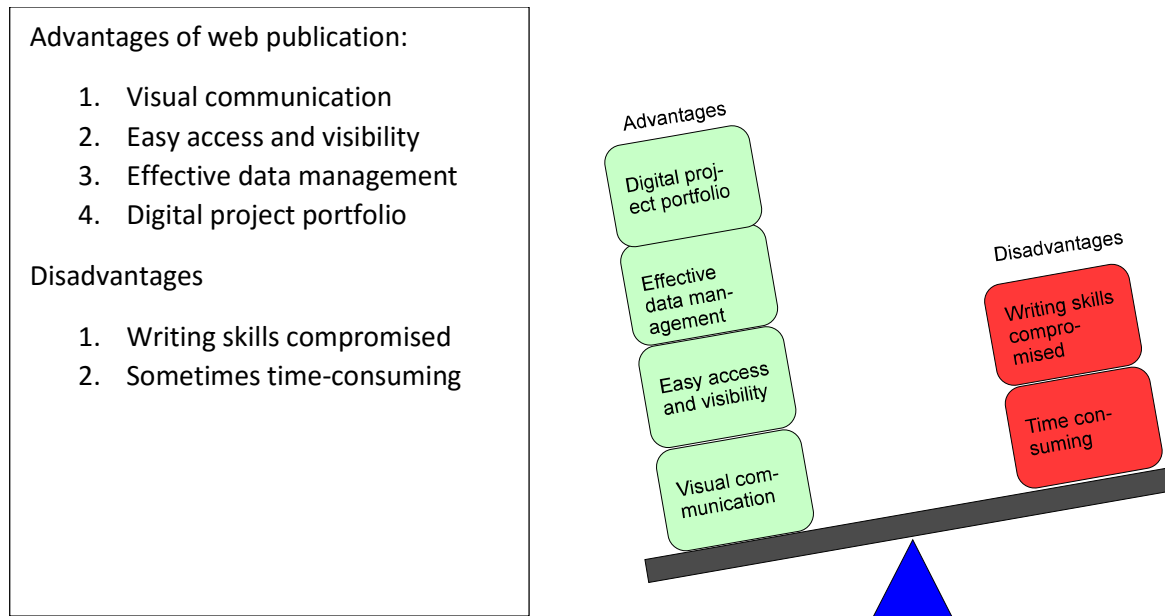 Advantages of web publication:
1. Visual communication
2. Easy access and visibility
3. Effective data management
4. Digital project portfolio
Disadvantages
1. Writing skills compromised
2. Sometimes time-consuming
Advantages
Digital proj-
ect portfolio
Effective
data man-
agement
Easy access
and visibility
Visual com-
munication
Disadvantages
Writing skills
compro-
mised
Time con-
suming